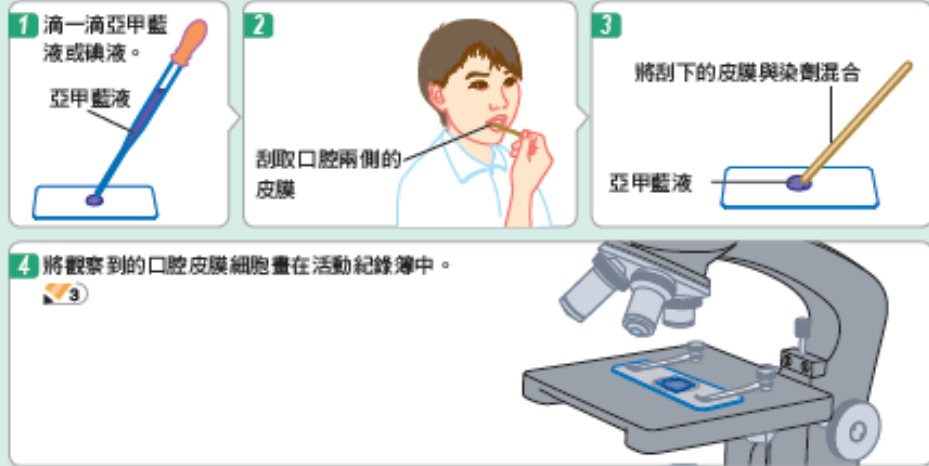 1 滴一滴亞甲藍
液或碘液。
亞甲藍液
2
刮取口腔兩側的
皮膜
3
將刮下的皮膜與染劑混合
亞甲藍液
4 將觀察到的口腔皮膜細胞畫在活動紀錄簿中。
3